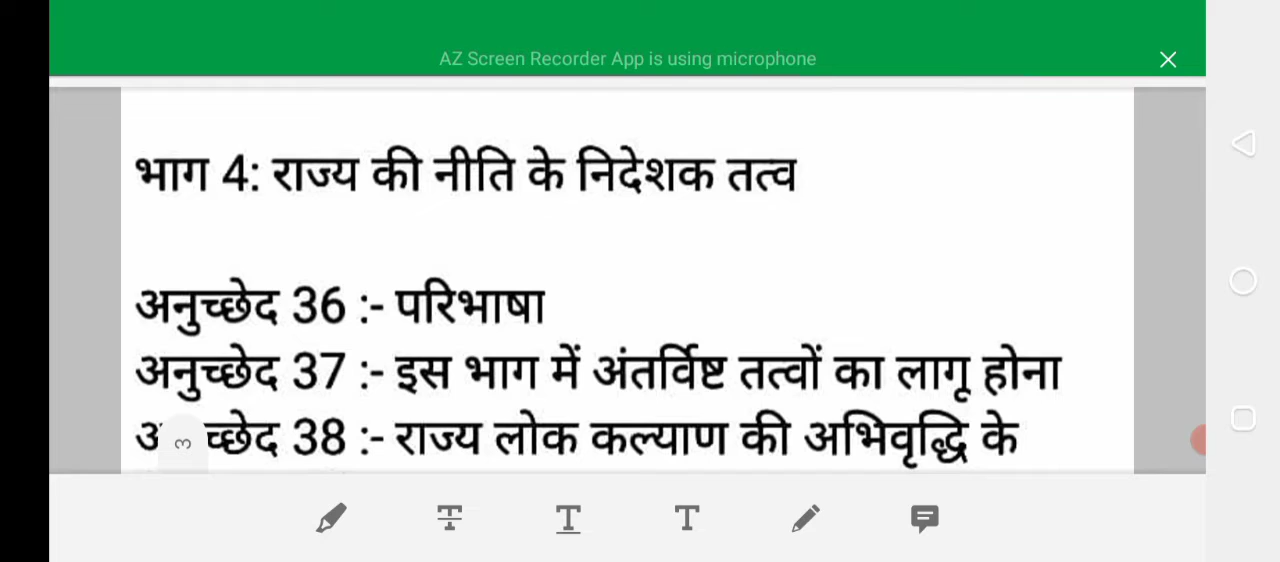 AZ Screen Recorder App is using microphone
भाग 4: राज्य की नीति के निदेशक तत्व
अनुच्छेद 36 :- परिभाषा
अनुच्छेद 37 :- इस भाग में अंतर्विष्ट तत्वों का लागू होना
38 :- राज्य लोक कल्याण की अभिवृद्धि के
3